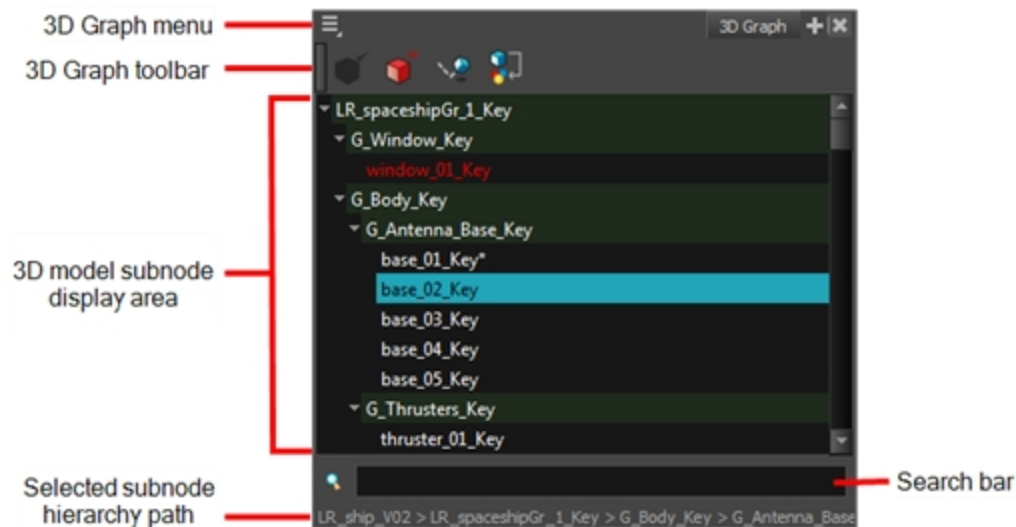 3D Graph menu
3D Graph
3D Graph toolbar
LR_spaceshipGr_1_Key
G_Window_Key
window_01_Key
G_Body_Key
G_Antenna_Base_Key
base_01_Key*
3D model subnode
display area
base_02_Key
base_03_Key
base_04_Key
base_05_Key
G_Thrusters_Key
thruster_01_Key
Search bar
Selected subnode
hierarchy path
LR_ship_V02 > LR_spaceshipGr_1_Key > G_Body_Key > G_Antenna_Base